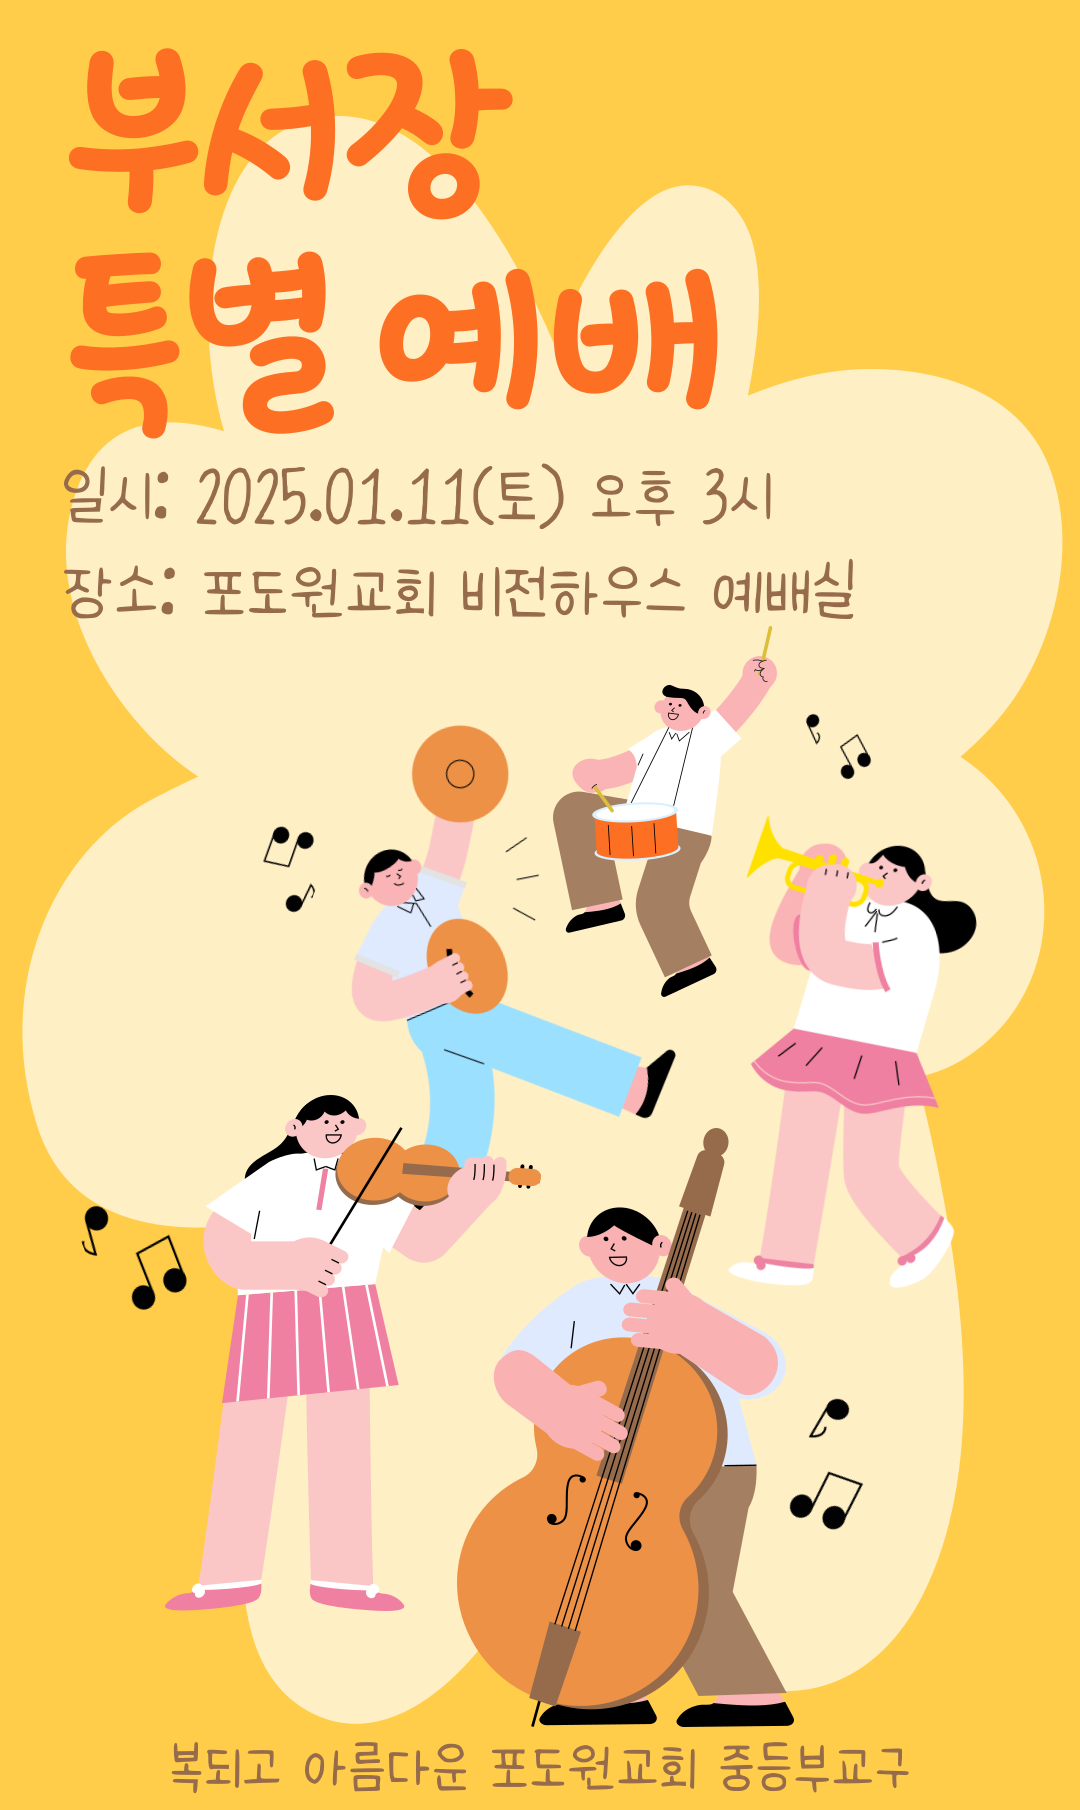 부서장
특별 예배
일시: 2025.01.11(토) 오후 3시
장소: 포도원교회 비전하우스 예배실
복되고 아름다운 포도원교회 중등부교구